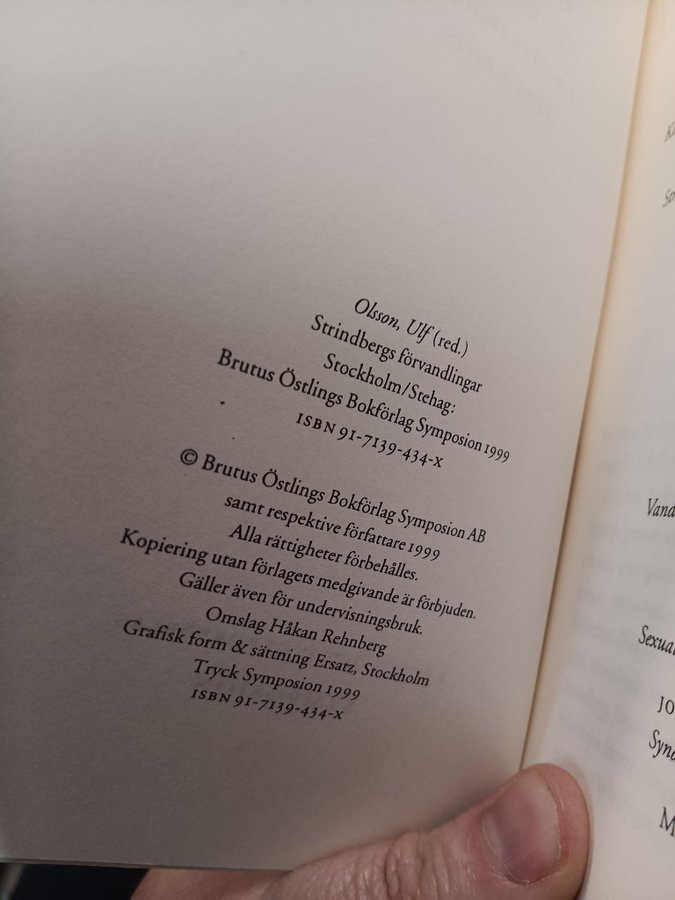 Olsson, Ulf (red.)
Strindbergs förvandlingar
Stockholm/Stehag:
Brutus Östlings Bokförlag Symposion 1999
ISBN 91-7139-434-X
© Brutus Östlings Bokförlag Symposion AB
samt respektive författare 1999
Alla rättigheter förbehålles.
Kopiering utan förlagets medgivande är förbjuden.
Gäller även för undervisningsbruk.
Omslag Håkan Rehnberg
Grafisk form & sättning Ersatz, Stockholm
Tryck Symposion 1999
ISBN 91-7139-434-X